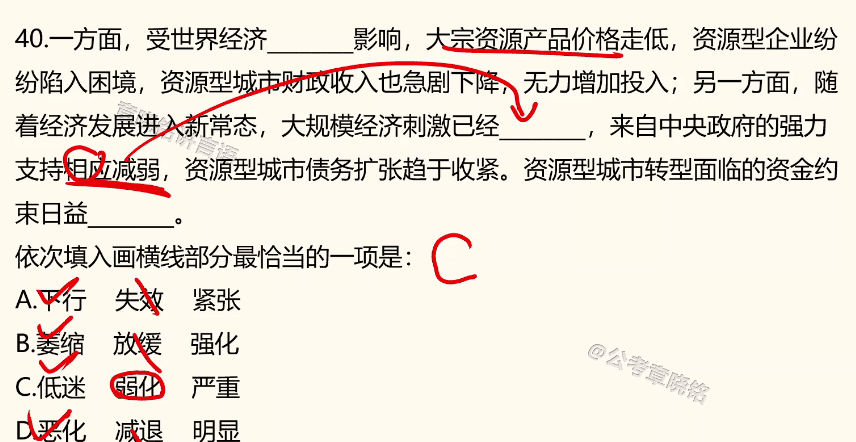 40.一方面，受世界经济_______影响，大宗资源产品价格走低，资源型企业纷
纷陷入困境，资源型城市财政收入也急剧下降，无力增加投入；另一方面，随
着经济发展进入新常态，大规模经济刺激已经_______，来自中央政府的强力
支持相应减弱，资源型城市债务扩张趋于收紧。资源型城市转型面临的资金约
束日益_______。
依次填入画横线部分最恰当的一项是： C
A.下行 失效 紧张
B.萎缩 放缓 强化
C.低迷 弱化 严重
D.恶化 减退 明显
@公考章晓铭